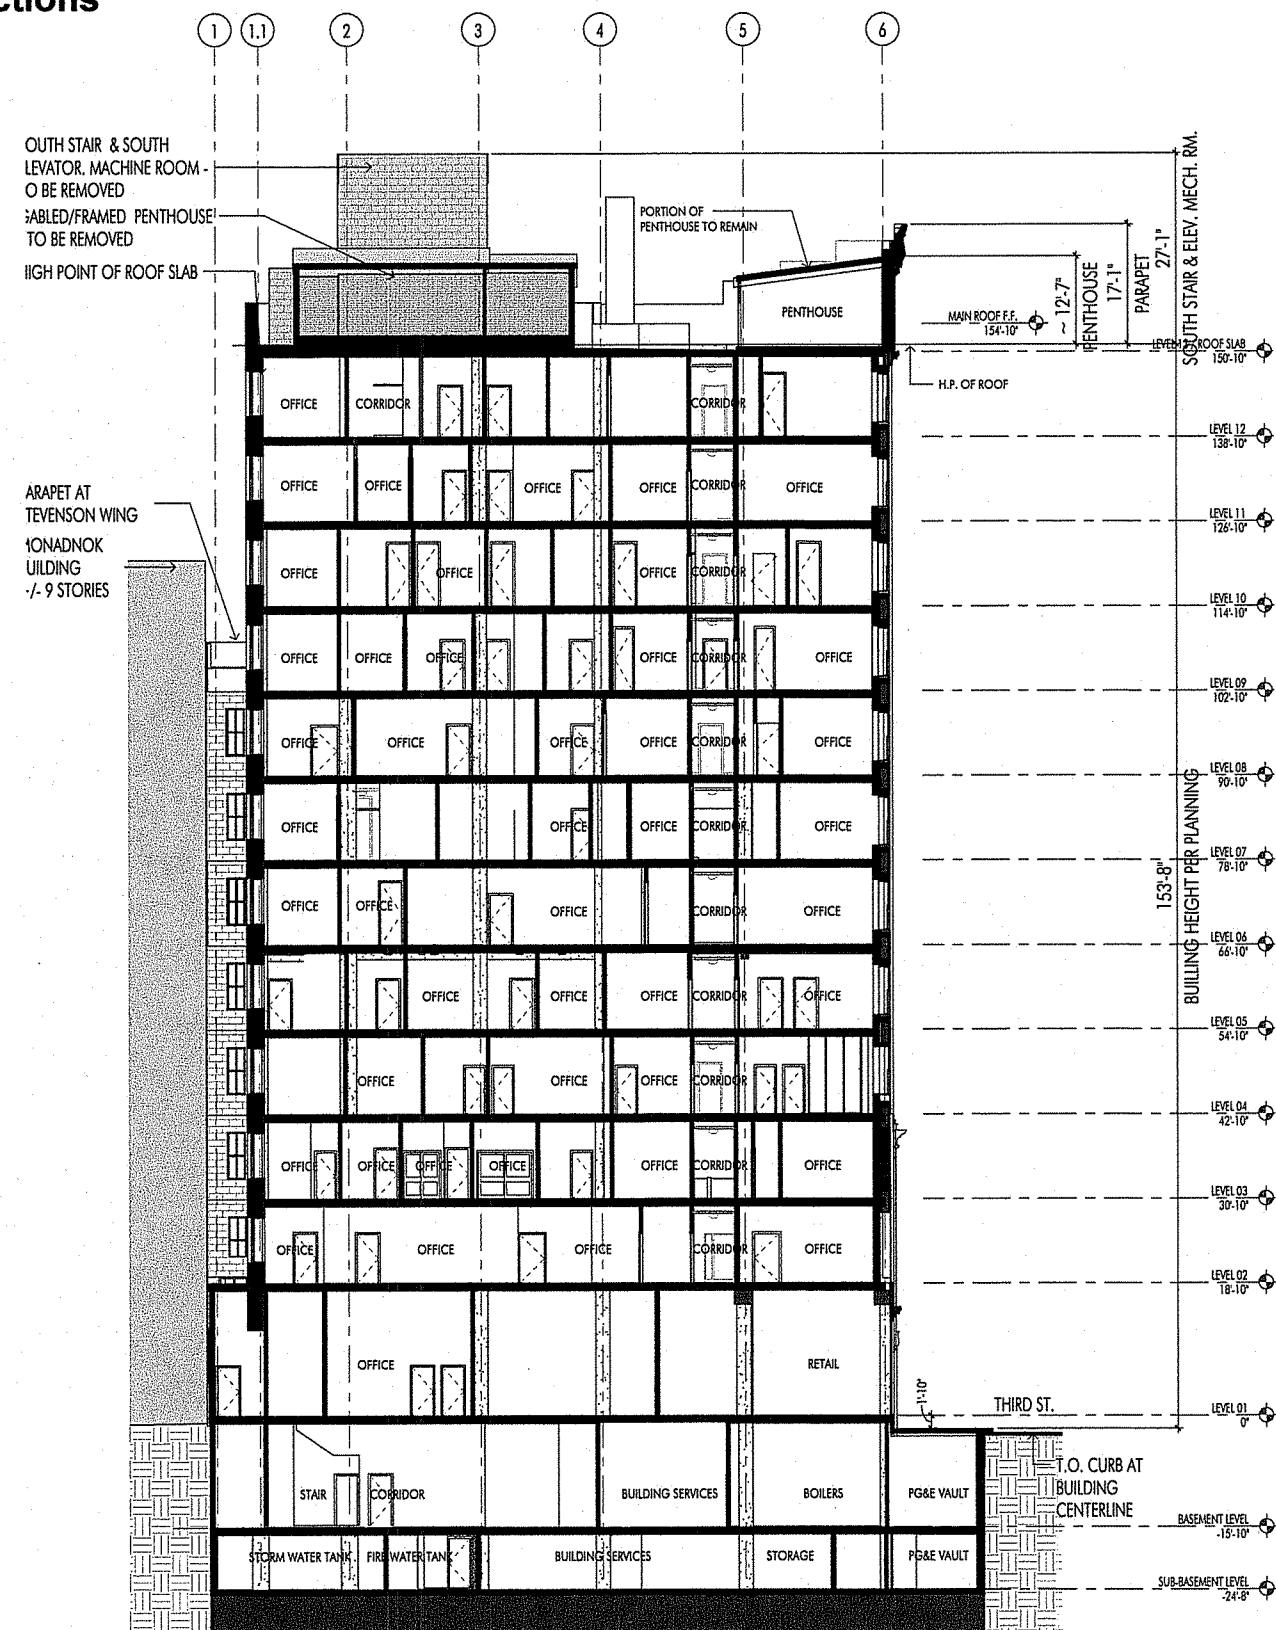 ctions
1 1.1 2 3 4 5 6
OUTH STAIR & SOUTH
LEVATOR. MACHINE ROOM -
O BE REMOVED
ABLED/FRAMED PENTHOUSE
TO BE REMOVED
IGH POINT OF ROOF SLAB
PORTION OF
PENTHOUSE TO REMAIN
PENTHOUSE
MAIN ROOF F.F.
154'-10"
~ 12'-7"
PENTHOUSE
17'-1"
PARAPET
27'-1"
SOUTH STAIR & ELEV. MECH. RM.
ROOF SLAB
150'-10"
H.P. OF ROOF
OFFICE CORRIDOR CORRIDOR
LEVEL 12
138'-10"
OFFICE OFFICE OFFICE OFFICE CORRIDOR OFFICE
ARAPET AT
TEVENSON WING
LEVEL 11
126'-10"
ONADNOK
UILDING
/- 9 STORIES
OFFICE OFFICE OFFICE CORRIDOR
LEVEL 10
114'-10"
OFFICE OFFICE OFFICE OFFICE CORRIDOR OFFICE
LEVEL 09
102'-10"
OFFICE OFFICE OFFICE OFFICE CORRIDOR OFFICE
LEVEL 08
90'-10"
OFFICE OFFICE OFFICE CORRIDOR OFFICE
LEVEL 07
78'-10"
153'-8"
BUILLING HEIGHT PER PLANNING
OFFICE OFFICE OFFICE CORRIDOR OFFICE
LEVEL 06
66'-10"
OFFICE OFFICE OFFICE CORRIDOR OFFICE
LEVEL 05
54'-10"
OFFICE OFFICE OFFICE CORRIDOR
LEVEL 04
42'-10"
OFFICE OFFICE OFFICE OFFICE OFFICE CORRIDOR OFFICE
LEVEL 03
30'-10"
OFFICE OFFICE OFFICE CORRIDOR OFFICE
LEVEL 02
18'-10"
OFFICE RETAIL
1'-10"
THIRD ST.
LEVEL 01
0"
T.O. CURB AT
BUILDING
CENTERLINE
STAIR CORRIDOR BUILDING SERVICES BOILERS PG&E VAULT
BASEMENT LEVEL
-15'-10"
STORM WATER TANK FIRE WATER TANK BUILDING SERVICES STORAGE PG&E VAULT
SUB-BASEMENT LEVEL
-24'-8"